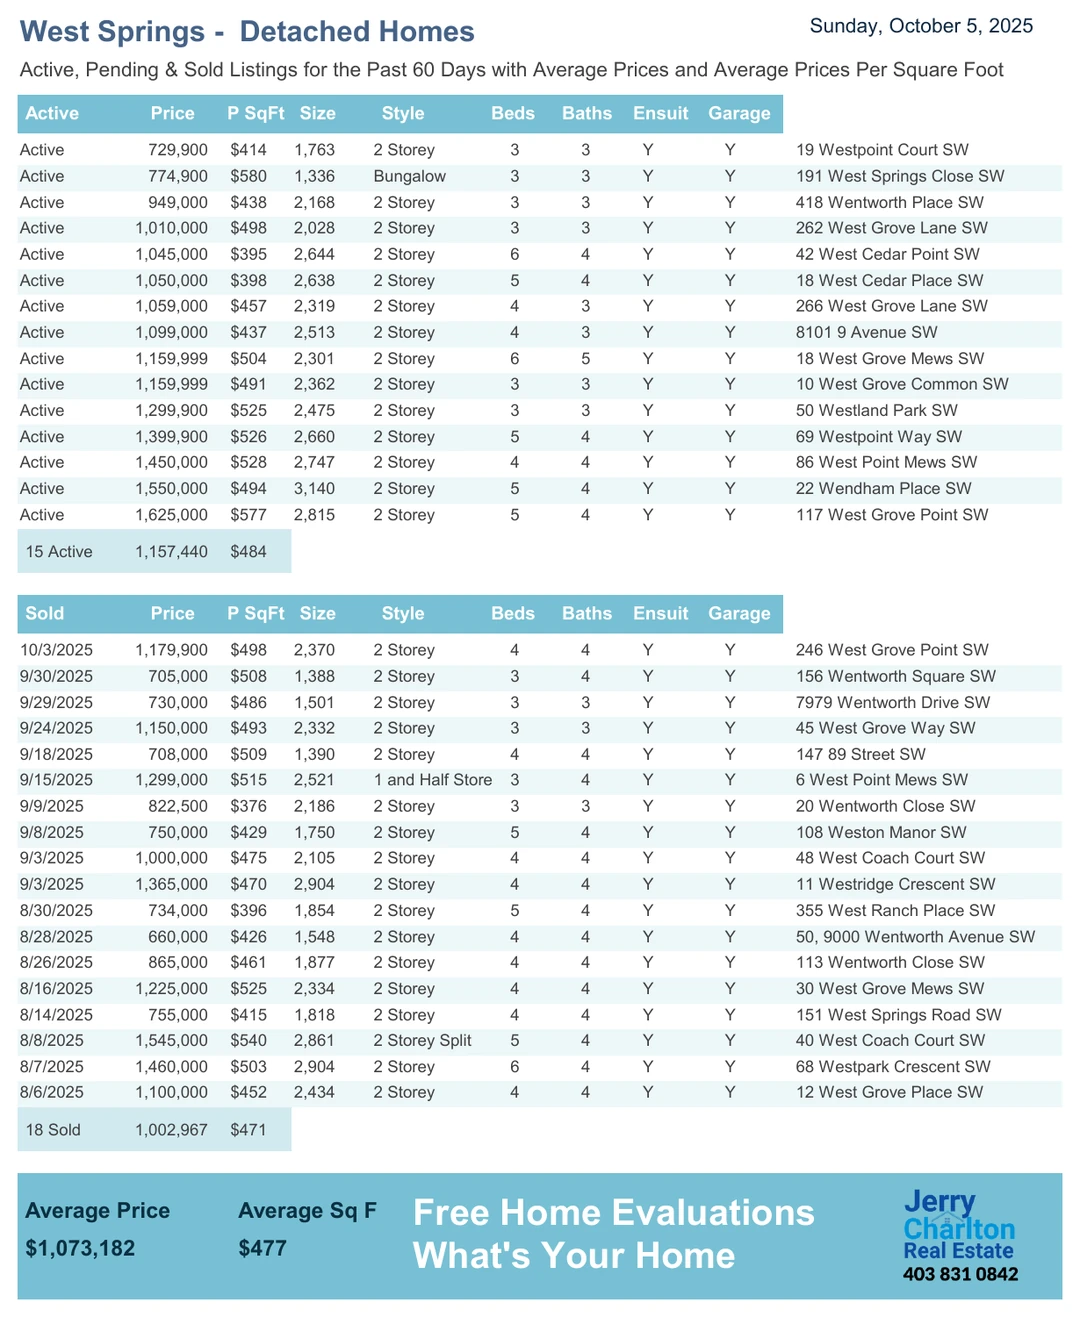 West Springs -  Detached Homes
Sunday, October 5, 2025
Active, Pending & Sold Listings for the Past 60 Days with Average Prices and Average Prices Per Square Foot
Active Price P SqFt Size Style Beds Baths Ensuit Garage
Active 729,900 $414 1,763 2 Storey 3 3 Y Y 19 Westpoint Court SW
Active 774,900 $580 1,336 Bungalow 3 3 Y Y 191 West Springs Close SW
Active 949,000 $438 2,168 2 Storey 3 3 Y Y 418 Wentworth Place SW
Active 1,010,000 $498 2,028 2 Storey 3 3 Y Y 262 West Grove Lane SW
Active 1,045,000 $395 2,644 2 Storey 6 4 Y Y 42 West Cedar Point SW
Active 1,050,000 $398 2,638 2 Storey 5 4 Y Y 18 West Cedar Place SW
Active 1,059,000 $457 2,319 2 Storey 4 3 Y Y 266 West Grove Lane SW
Active 1,099,000 $437 2,513 2 Storey 4 3 Y Y 8101 9 Avenue SW
Active 1,159,999 $504 2,301 2 Storey 6 5 Y Y 18 West Grove Mews SW
Active 1,159,999 $491 2,362 2 Storey 3 3 Y Y 10 West Grove Common SW
Active 1,299,900 $525 2,475 2 Storey 3 3 Y Y 50 Westland Park SW
Active 1,399,900 $526 2,660 2 Storey 5 4 Y Y 69 Westpoint Way SW
Active 1,450,000 $528 2,747 2 Storey 4 4 Y Y 86 West Point Mews SW
Active 1,550,000 $494 3,140 2 Storey 5 4 Y Y 22 Wendham Place SW
Active 1,625,000 $577 2,815 2 Storey 5 4 Y Y 117 West Grove Point SW
15 Active 1,157,440 $484
Sold Price P SqFt Size Style Beds Baths Ensuit Garage
10/3/2025 1,179,900 $498 2,370 2 Storey 4 4 Y Y 246 West Grove Point SW
9/30/2025 705,000 $508 1,388 2 Storey 3 4 Y Y 156 Wentworth Square SW
9/29/2025 730,000 $486 1,501 2 Storey 3 3 Y Y 7979 Wentworth Drive SW
9/24/2025 1,150,000 $493 2,332 2 Storey 3 3 Y Y 45 West Grove Way SW
9/18/2025 708,000 $509 1,390 2 Storey 4 4 Y Y 147 89 Street SW
9/15/2025 1,299,000 $515 2,521 1 and Half Store 3 4 Y Y 6 West Point Mews SW
9/9/2025 822,500 $376 2,186 2 Storey 3 3 Y Y 20 Wentworth Close SW
9/8/2025 750,000 $429 1,750 2 Storey 5 4 Y Y 108 Weston Manor SW
9/3/2025 1,000,000 $475 2,105 2 Storey 4 4 Y Y 48 West Coach Court SW
9/3/2025 1,365,000 $470 2,904 2 Storey 4 4 Y Y 11 Westridge Crescent SW
8/30/2025 734,000 $396 1,854 2 Storey 5 4 Y Y 355 West Ranch Place SW
8/28/2025 660,000 $426 1,548 2 Storey 4 4 Y Y 50, 9000 Wentworth Avenue SW
8/26/2025 865,000 $461 1,877 2 Storey 4 4 Y Y 113 Wentworth Close SW
8/16/2025 1,225,000 $525 2,334 2 Storey 4 4 Y Y 30 West Grove Mews SW
8/14/2025 755,000 $415 1,818 2 Storey 4 4 Y Y 151 West Springs Road SW
8/8/2025 1,545,000 $540 2,861 2 Storey Split 5 4 Y Y 40 West Coach Court SW
8/7/2025 1,460,000 $503 2,904 2 Storey 6 4 Y Y 68 Westpark Crescent SW
8/6/2025 1,100,000 $452 2,434 2 Storey 4 4 Y Y 12 West Grove Place SW
18 Sold 1,002,967 $471
Average Price Average Sq F
$1,073,182 $477
Free Home Evaluations
What's Your Home
Jerry
Charlton
Real Estate
403 831 0842